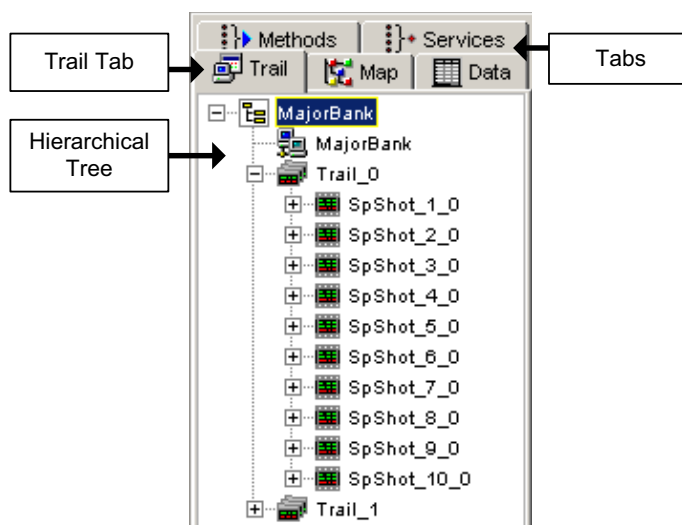 Methods
Services
Trail Tab
Trail
Map
Data
Tabs
MajorBank
Hierarchical
Tree
MajorBank
Trail_0
SpShot_1_0
SpShot_2_0
SpShot_3_0
SpShot_4_0
SpShot_5_0
SpShot_6_0
SpShot_7_0
SpShot_8_0
SpShot_9_0
SpShot_10_0
Trail_1